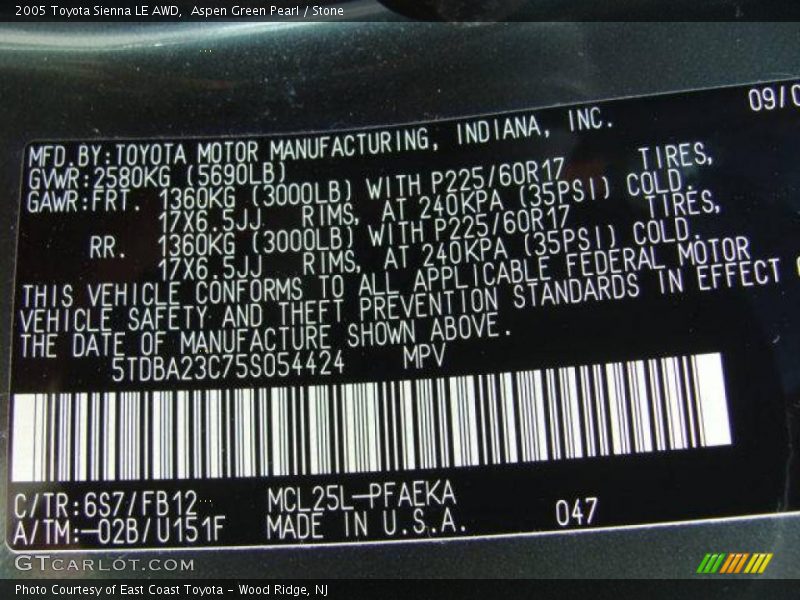 2005 Toyota Sienna LE AWD, Aspen Green Pearl / Stone
09/0
MFD.BY:TOYOTA MOTOR MANUFACTURING, INDIANA, INC.
GVWR:2580KG (5690LB)
GAWR:FRT. 1360KG (3000LB) WITH P225/60R17 TIRES,
17X6.5JJ RIMS, AT 240KPA (35PSI) COLD.
RR. 1360KG (3000LB) WITH P225/60R17 TIRES,
17X6.5JJ RIMS, AT 240KPA (35PSI) COLD.
THIS VEHICLE CONFORMS TO ALL APPLICABLE FEDERAL MOTOR
VEHICLE SAFETY AND THEFT PREVENTION STANDARDS IN EFFECT
THE DATE OF MANUFACTURE SHOWN ABOVE.
5TDBA23C75S054424 MPV
C/TR:6S7/FB12 MCL25L-PFAEKA
A/TM:-02B/U151F MADE IN U.S.A. 047
GTCARLOT.COM
Photo Courtesy of East Coast Toyota - Wood Ridge, NJ